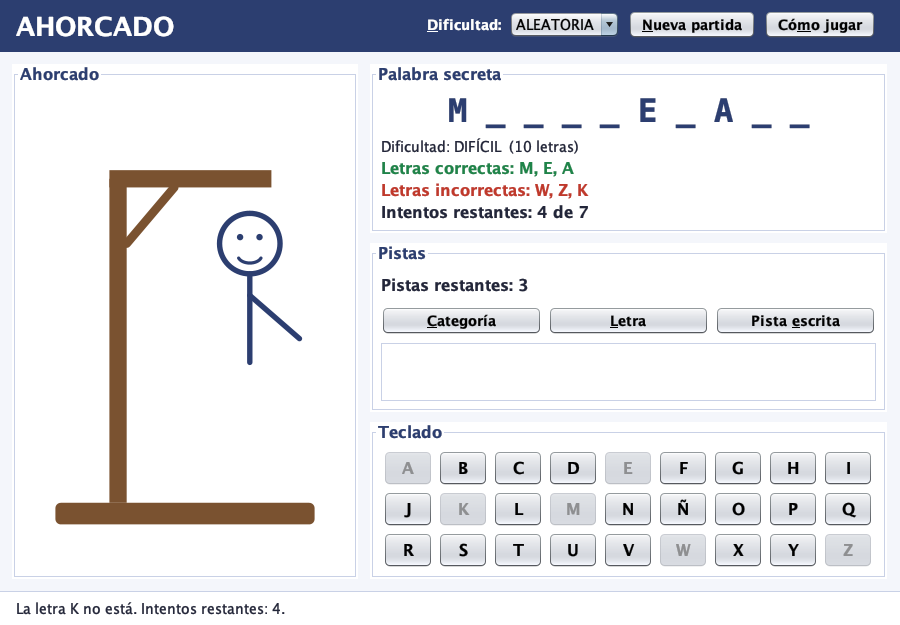 AHORCADO
Dificultad: ALEATORIA Nueva partida Cómo jugar
Ahorcado
Palabra secreta
M _ _ _ _ E _ A _ _
Dificultad: DIFÍCIL (10 letras)
Letras correctas: M, E, A
Letras incorrectas: W, Z, K
Intentos restantes: 4 de 7
Pistas
Pistas restantes: 3
Categoría Letra Pista escrita
Teclado
A B C D E F G H I
J K L M N Ñ O P Q
R S T U V W X Y Z
La letra K no está. Intentos restantes: 4.